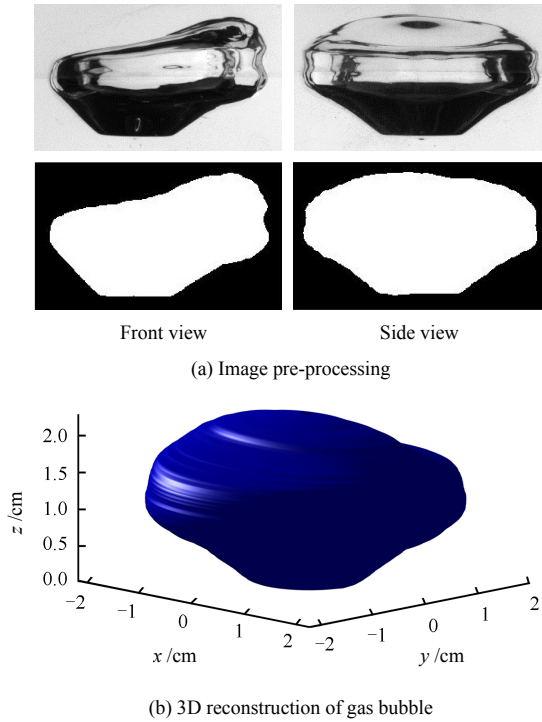 Front view
Side view
(a) Image pre-processing
2.0
1.5
1.0
0.5
0.0
z /cm
−2
−1
0
1
2
x /cm
−2
−1
0
1
2
y /cm
(b) 3D reconstruction of gas bubble